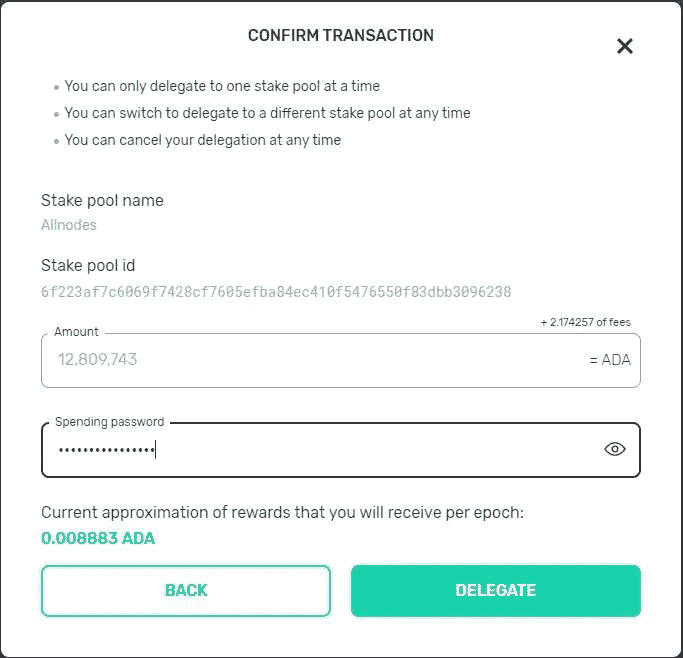 CONFIRM TRANSACTION
You can only delegate to one stake pool at a time
You can switch to delegate to a different stake pool at any time
You can cancel your delegation at any time
Stake pool name
Allnodes
Stake pool id
6f223af7c6069f7428cf7605efba84ec410f5476550f83dbb3096238
+ 2.174257 of fees
Amount
12,809,743
= ADA
Spending password
••••••••••••••••
Current approximation of rewards that you will receive per epoch:
0.008883 ADA
BACK
DELEGATE